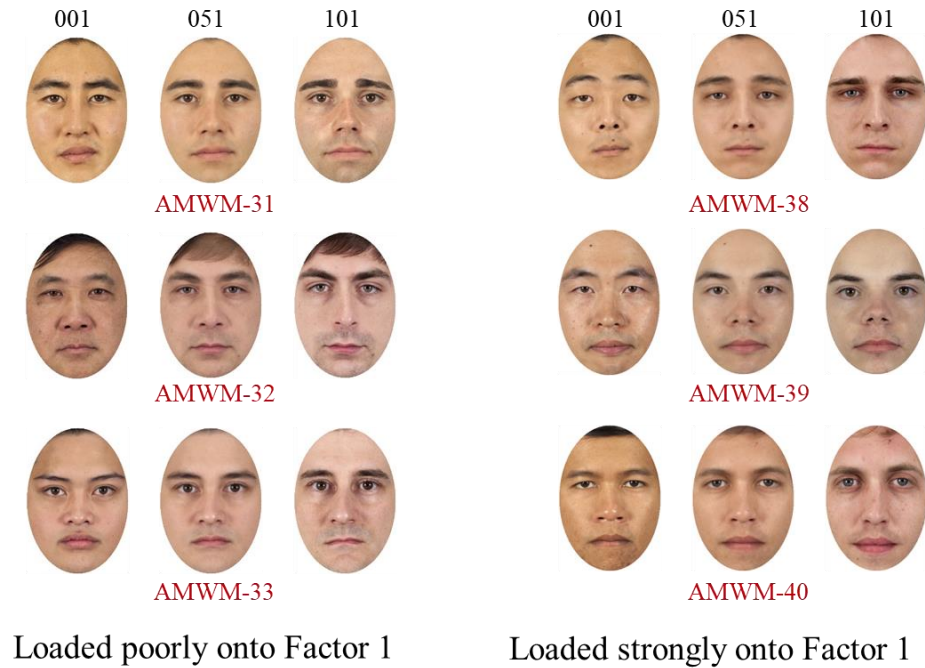 001 051 101
AMWM-31
AMWM-32
AMWM-33
Loaded poorly onto Factor 1
001 051 101
AMWM-38
AMWM-39
AMWM-40
Loaded strongly onto Factor 1